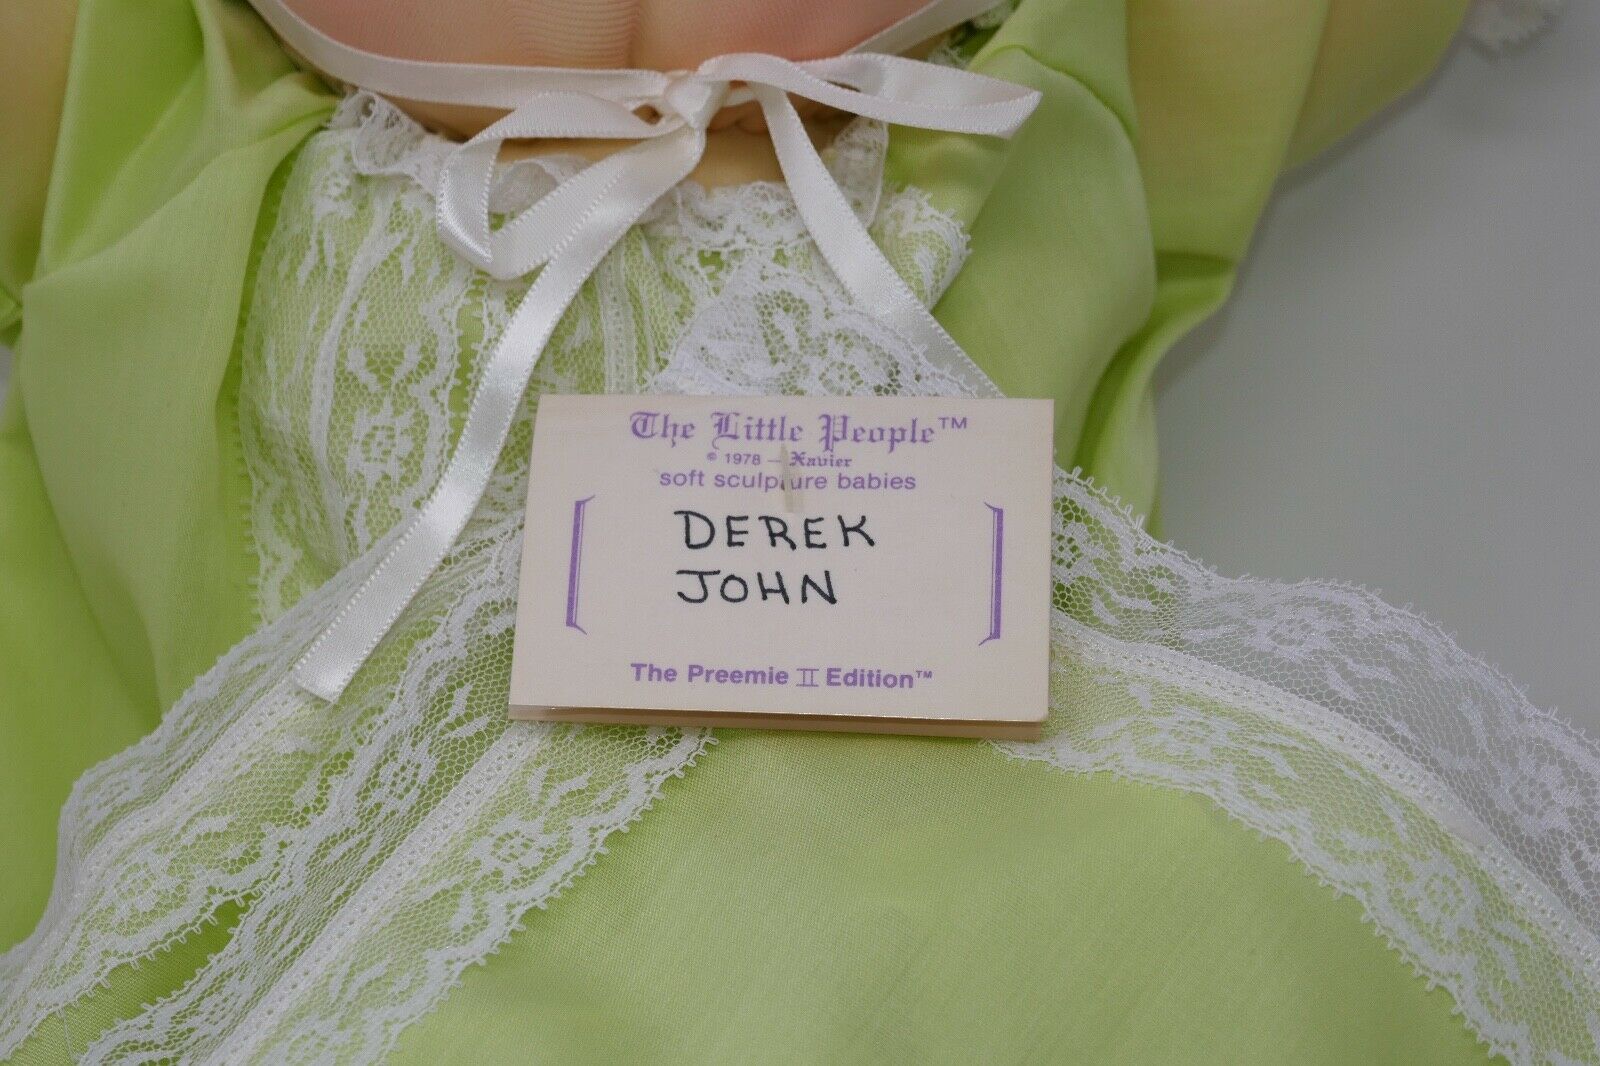 The Little People™
© 1978 – Xavier
soft sculpture babies
DEREK
JOHN
The Preemie II Edition™